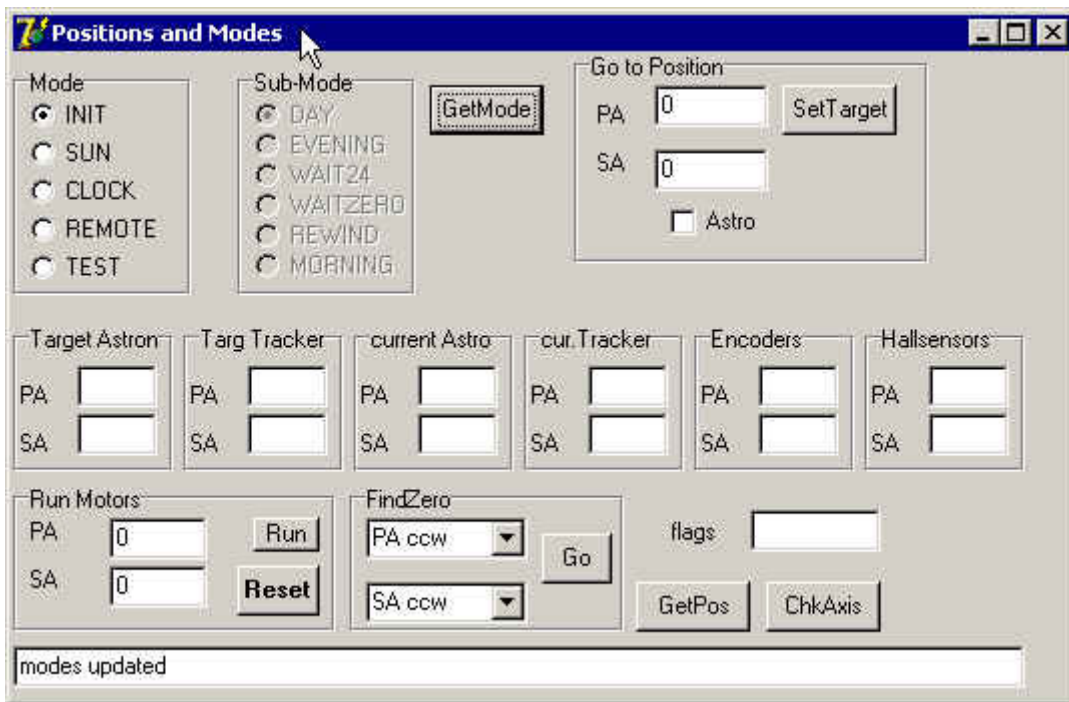 Positions and Modes
Mode
INIT
SUN
CLOCK
REMOTE
TEST
Sub-Mode
DAY
EVENING
WAIT24
WAITZERO
REWIND
MORNING
GetMode
Go to Position
PA 0
SetTarget
SA 0
Astro
Target Astron
PA
SA
Targ Tracker
PA
SA
current Astro
PA
SA
cur.Tracker
PA
SA
Encoders
PA
SA
Hallsensors
PA
SA
Run Motors
PA 0 Run
SA 0 Reset
FindZero
PA ccw
Go
SA ccw
flags
GetPos ChkAxis
modes updated